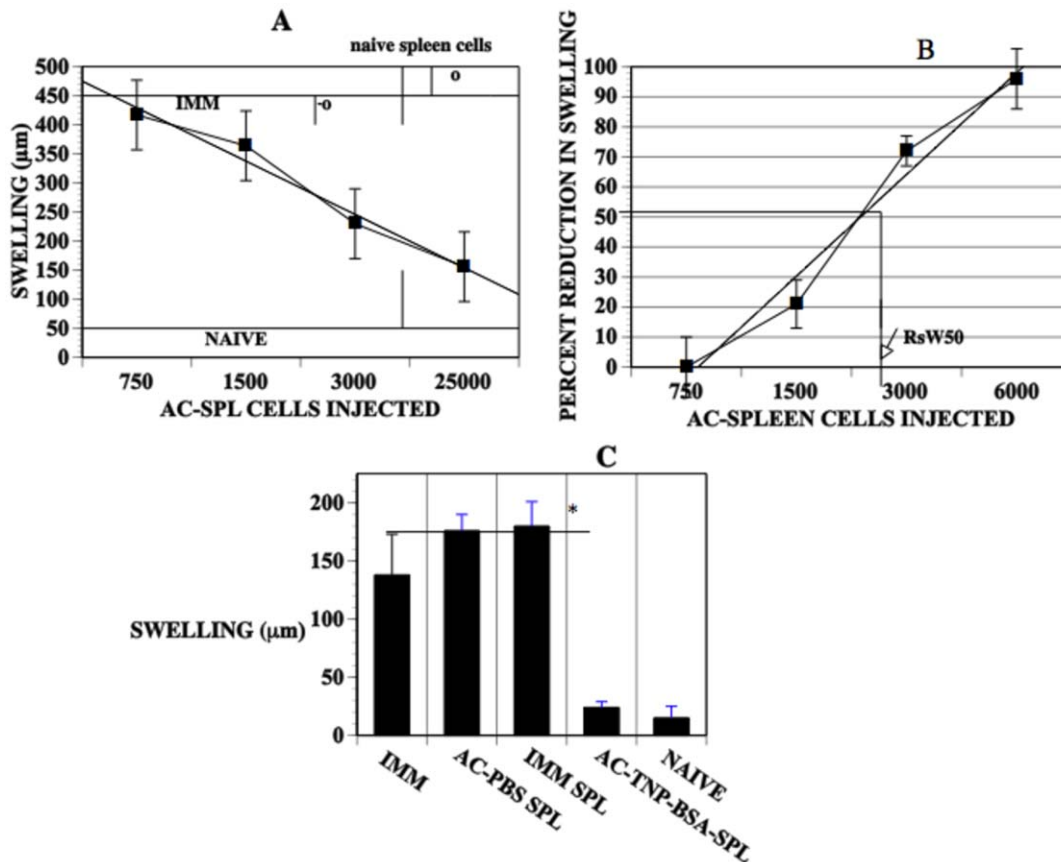 A
naive spleen cells
500
450
400
350
300
250
200
150
100
50
0
SWELLING (µm)
IMM
-o
o
NAIVE
750 1500 3000 25000
AC-SPL CELLS INJECTED
B
100
90
80
70
60
50
40
30
20
10
0
PERCENT REDUCTION IN SWELLING
RsW50
750 1500 3000 6000
AC-SPLEEN CELLS INJECTED
C
200
150
100
50
0
SWELLING (µm)
*
IMM
AC-PBS SPL
IMM SPL
AC-TNP-BSA-SPL
NAIVE